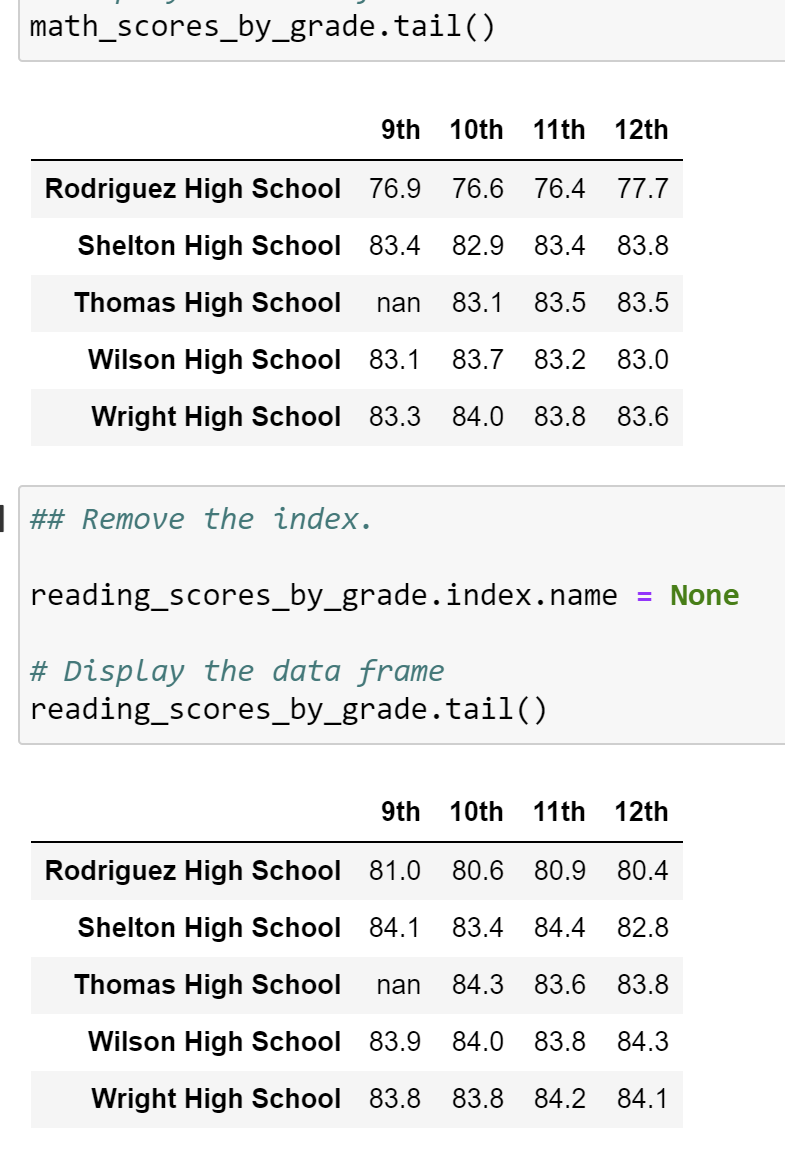 math_scores_by_grade.tail()
9th 10th 11th 12th
Rodriguez High School 76.9 76.6 76.4 77.7
Shelton High School 83.4 82.9 83.4 83.8
Thomas High School nan 83.1 83.5 83.5
Wilson High School 83.1 83.7 83.2 83.0
Wright High School 83.3 84.0 83.8 83.6
## Remove the index.
reading_scores_by_grade.index.name = None
# Display the data frame
reading_scores_by_grade.tail()
9th 10th 11th 12th
Rodriguez High School 81.0 80.6 80.9 80.4
Shelton High School 84.1 83.4 84.4 82.8
Thomas High School nan 84.3 83.6 83.8
Wilson High School 83.9 84.0 83.8 84.3
Wright High School 83.8 83.8 84.2 84.1